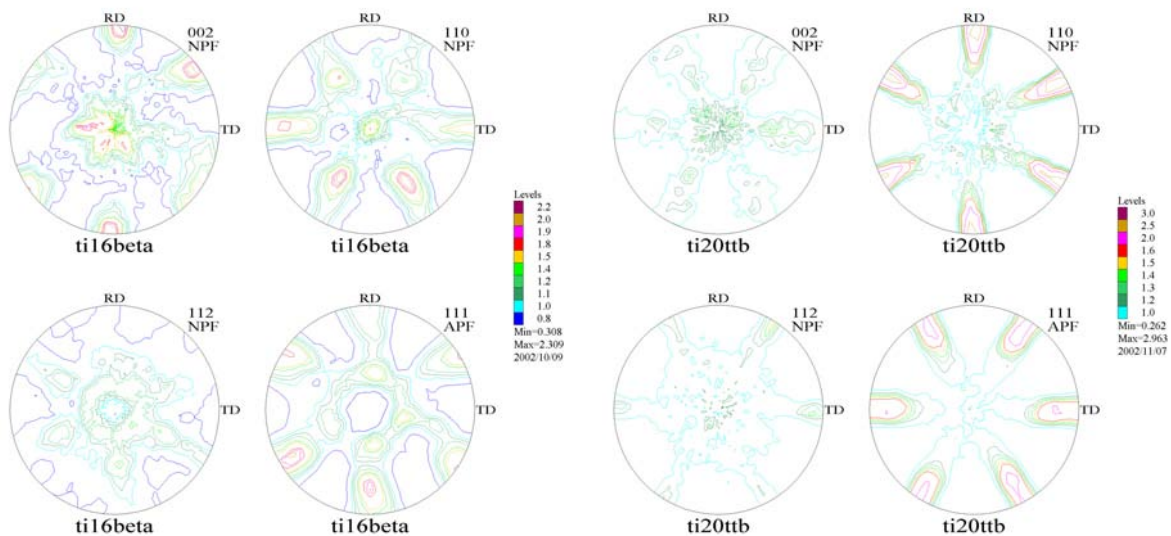 RD
002
NPF
TD
ti16beta
RD
110
NPF
TD
ti16beta
Levels
2.2
2.0
1.9
1.8
1.5
1.4
1.2
1.1
1.0
0.8
Min=0.308
Max=2.309
2002/10/09
RD
112
NPF
TD
ti16beta
RD
111
APF
TD
ti16beta
RD
002
NPF
TD
ti20ttb
RD
110
NPF
TD
ti20ttb
Levels
3.0
2.5
2.0
1.6
1.5
1.4
1.3
1.2
1.0
Min=0.262
Max=2.963
2002/11/07
RD
112
NPF
TD
ti20ttb
RD
111
APF
TD
ti20ttb